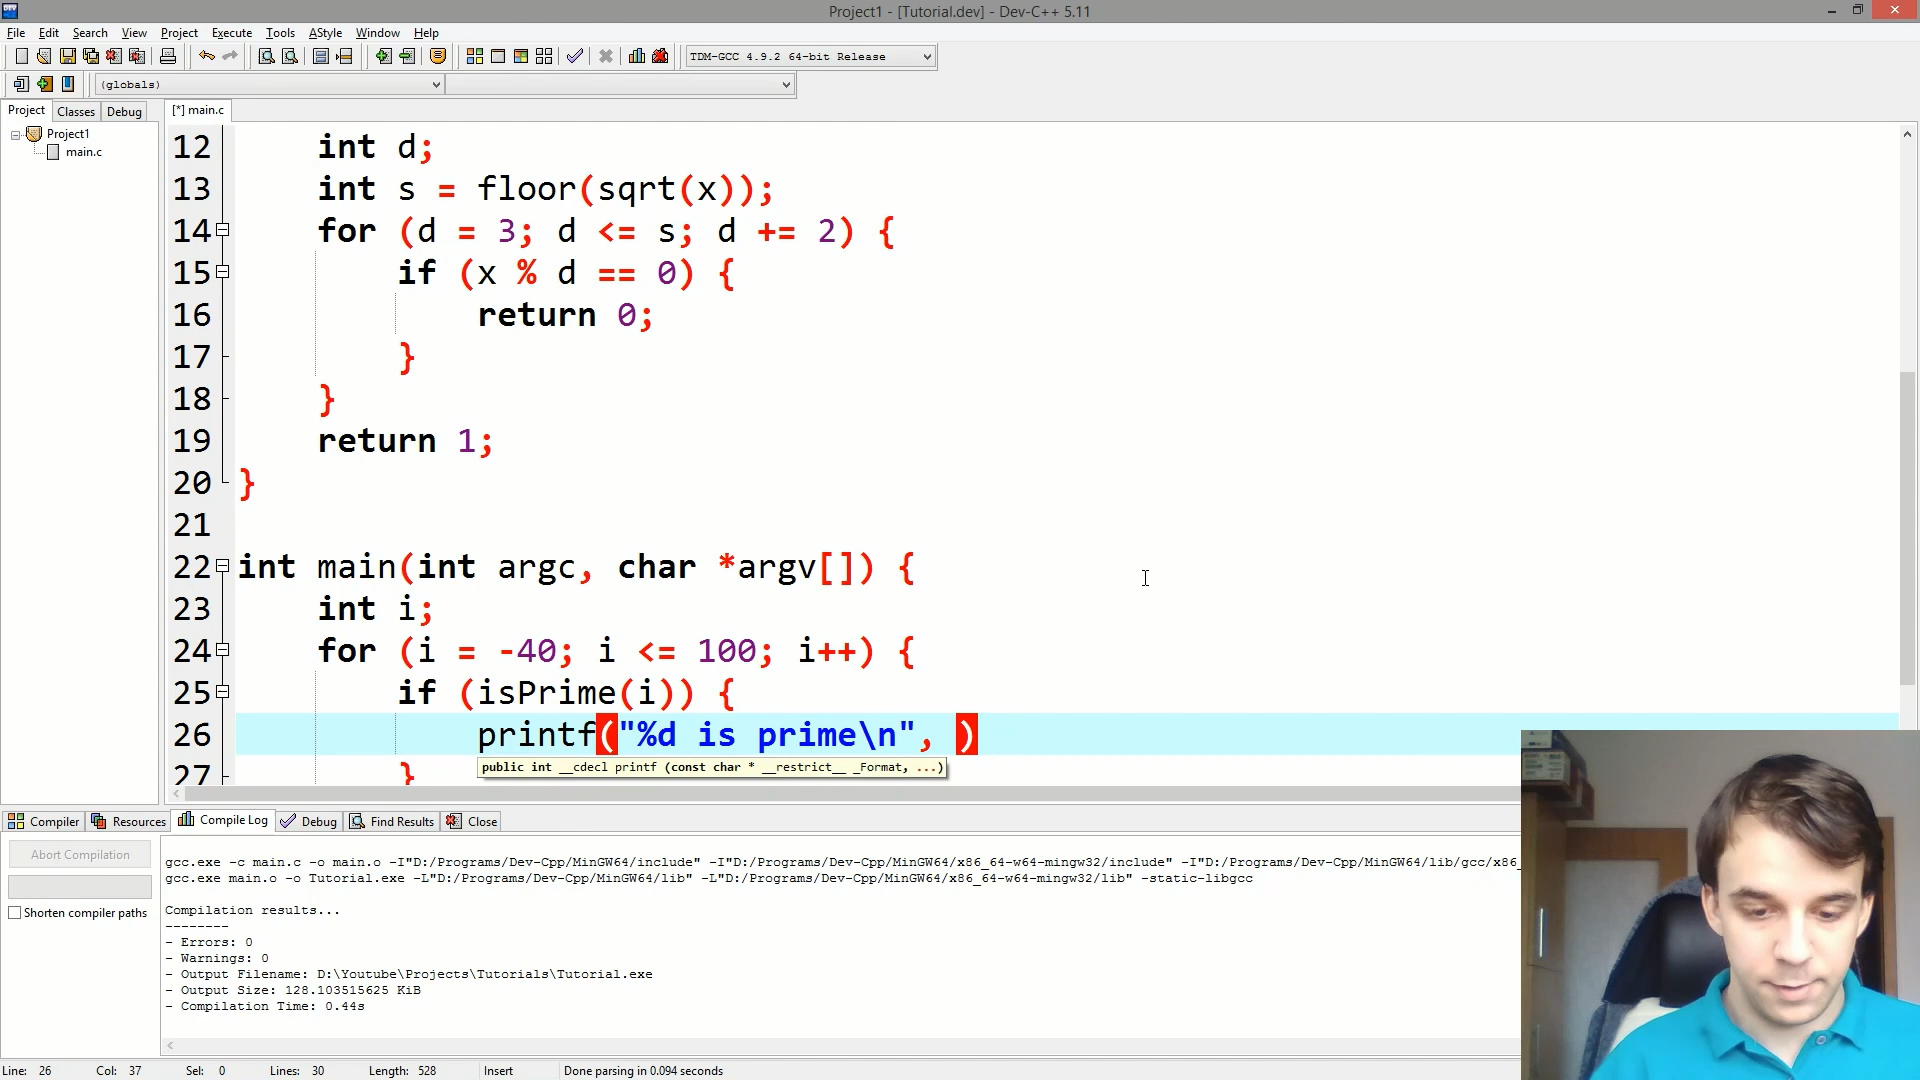 Project1 - [Tutorial.dev] - Dev-C++ 5.11
File Edit Search View Project Execute Tools AStyle Window Help
TDM-GCC 4.9.2 64-bit Release
(globals)
Project Classes Debug [*] main.c
Project1
main.c
12 int d;
13 int s = floor(sqrt(x));
14 for (d = 3; d <= s; d += 2) {
15 if (x % d == 0) {
16 return 0;
17 }
18 }
19 return 1;
20 }
21
22 int main(int argc, char *argv[]) {
23 int i;
24 for (i = -40; i <= 100; i++) {
25 if (isPrime(i)) {
26 printf("%d is prime\n", )
public int __cdecl printf (const char * __restrict__ _Format, ...)
27 }
Compiler Resources Compile Log Debug Find Results Close
Abort Compilation
Shorten compiler paths
gcc.exe -c main.c -o main.o -I"D:/Programs/Dev-Cpp/MinGW64/include" -I"D:/Programs/Dev-Cpp/MinGW64/x86_64-w64-mingw32/include" -I"D:/Programs/Dev-Cpp/MinGW64/lib/gcc/x86_
gcc.exe main.o -o Tutorial.exe -L"D:/Programs/Dev-Cpp/MinGW64/lib" -L"D:/Programs/Dev-Cpp/MinGW64/x86_64-w64-mingw32/lib" -static-libgcc
Compilation results...
--------
- Errors: 0
- Warnings: 0
- Output Filename: D:\Youtube\Projects\Tutorials\Tutorial.exe
- Output Size: 128.103515625 KiB
- Compilation Time: 0.44s
Line: 26 Col: 37 Sel: 0 Lines: 30 Length: 528 Insert Done parsing in 0.094 seconds